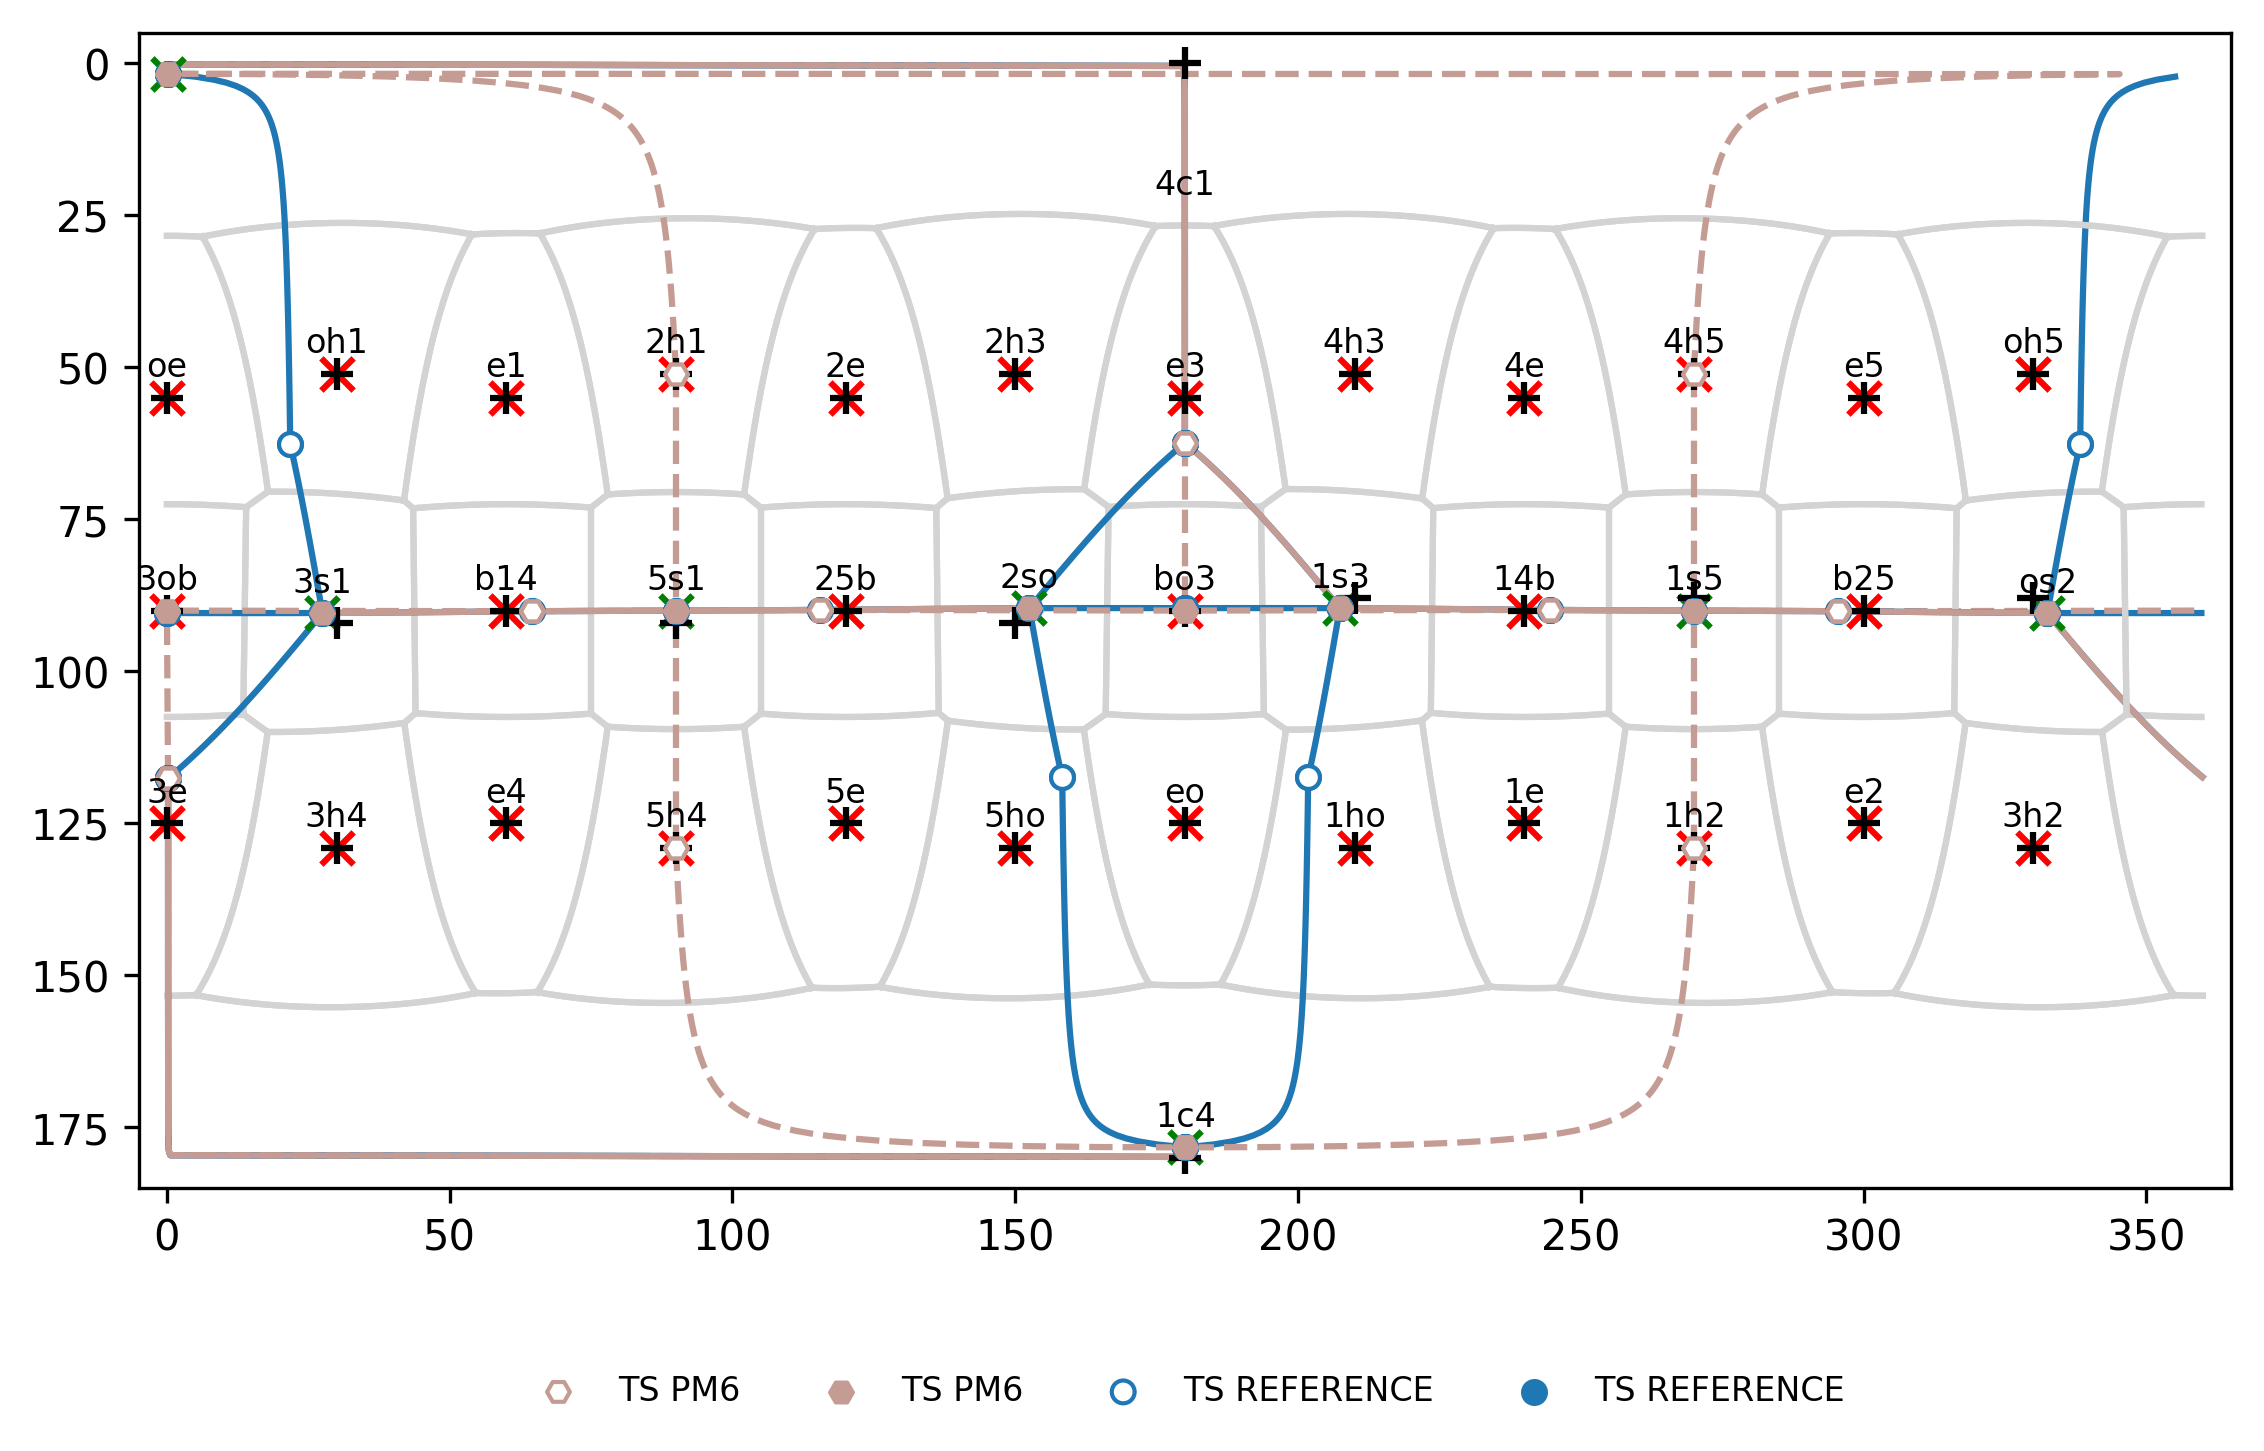 0
4c1
25
oh1 2h1 2h3 4h3 4h5 oh5
50 oe e1 2e e3 4e e5
75
3ob 3s1 b14 5s1 25b 2so bo3 1s3 14b 1s5 b25 os2
100
3e e4 5e eo 1e e2
125 3h4 5h4 5ho 1ho 1h2 3h2
150
1c4
175
0 50 100 150 200 250 300 350
TS PM6 TS PM6 TS REFERENCE TS REFERENCE